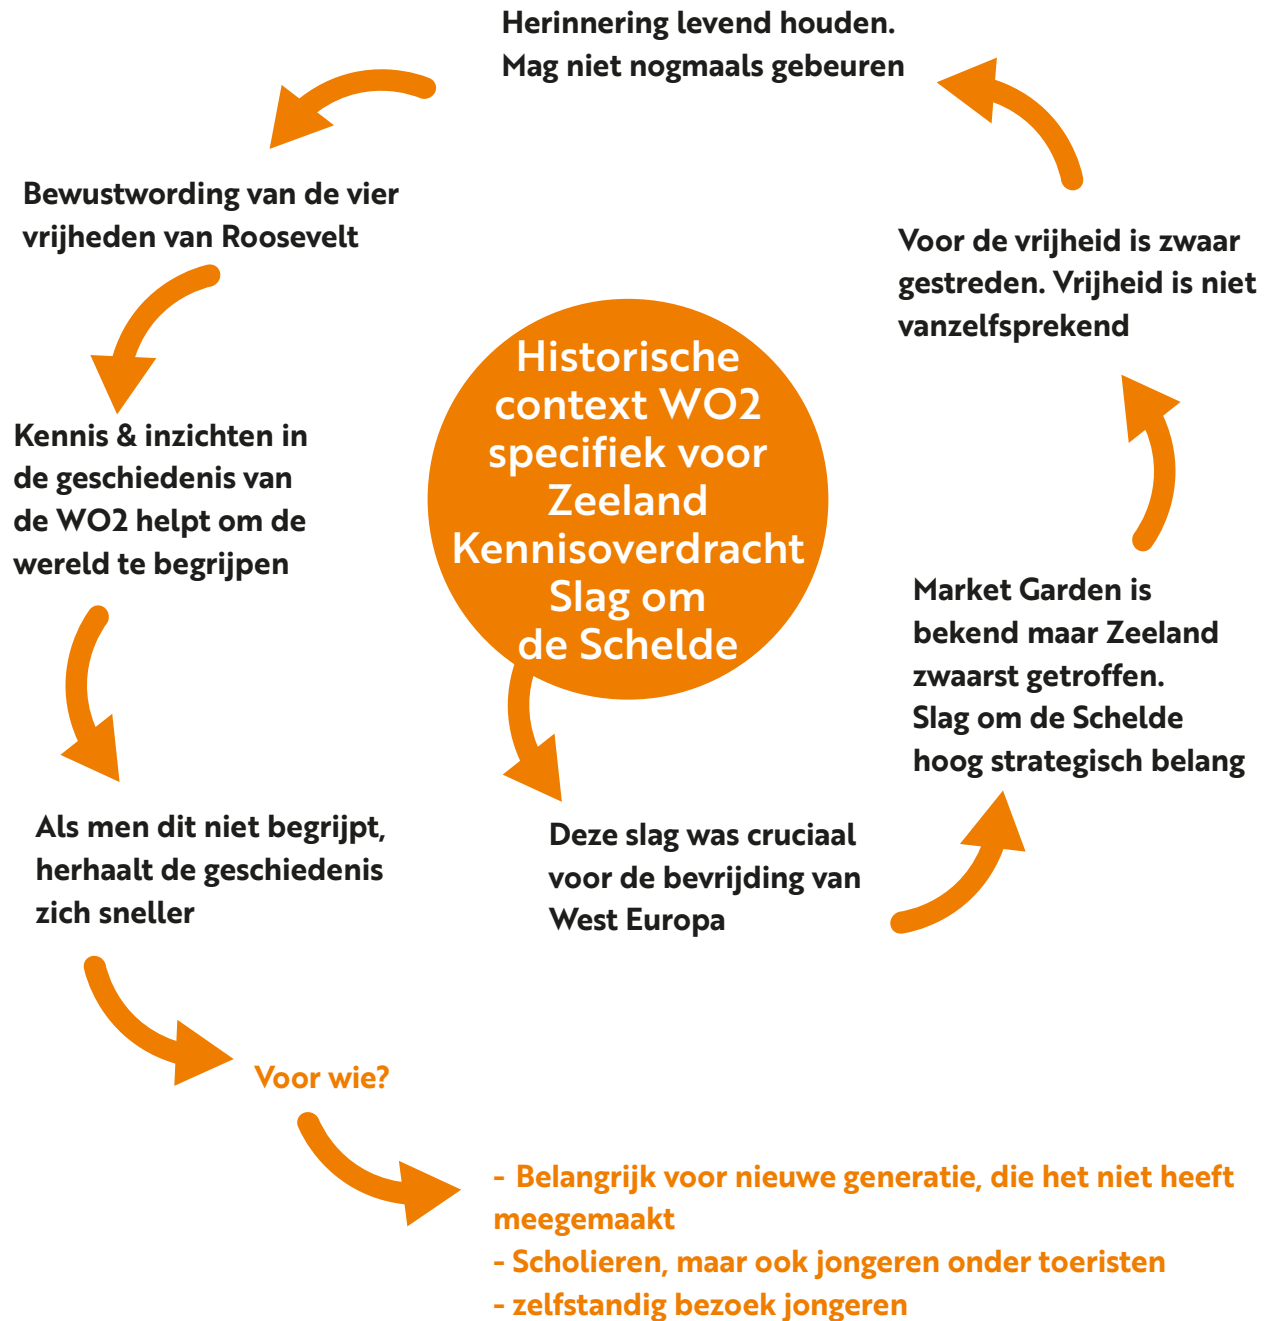 Herinnering levend houden.
Mag niet nogmaals gebeuren
Bewustwording van de vier
vrijheden van Roosevelt
Voor de vrijheid is zwaar
gestreden. Vrijheid is niet
vanzelfsprekend
Historische
context WO2
specifiek voor
Zeeland
Kennisoverdracht
Slag om
de Schelde
Kennis & inzichten in
de geschiedenis van
de WO2 helpt om de
wereld te begrijpen
Market Garden is
bekend maar Zeeland
zwaarst getroffen.
Slag om de Schelde
hoog strategisch belang
Als men dit niet begrijpt,
herhaalt de geschiedenis
zich sneller
Deze slag was cruciaal
voor de bevrijding van
West Europa
Voor wie?
- Belangrijk voor nieuwe generatie, die het niet heeft
meegemaakt
- Scholieren, maar ook jongeren onder toeristen
- zelfstandig bezoek jongeren